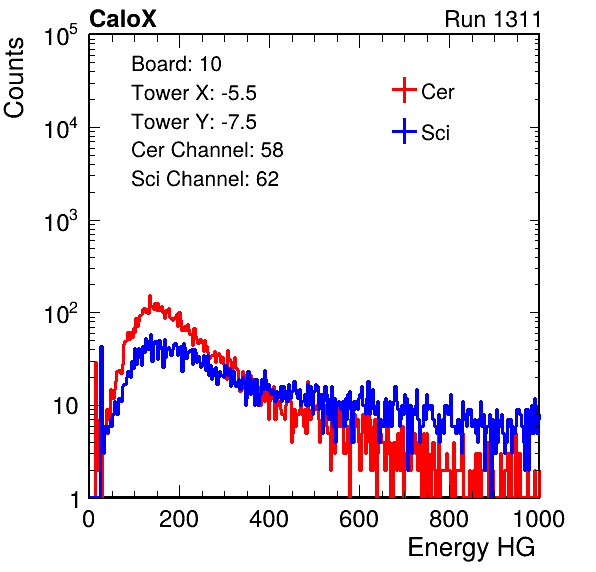 CaloX Run 1311
Counts
10^5
10^4
10^3
10^2
10
1
Board: 10
Tower X: -5.5
Tower Y: -7.5
Cer Channel: 58
Sci Channel: 62
Cer
Sci
0 200 400 600 800 1000
Energy HG